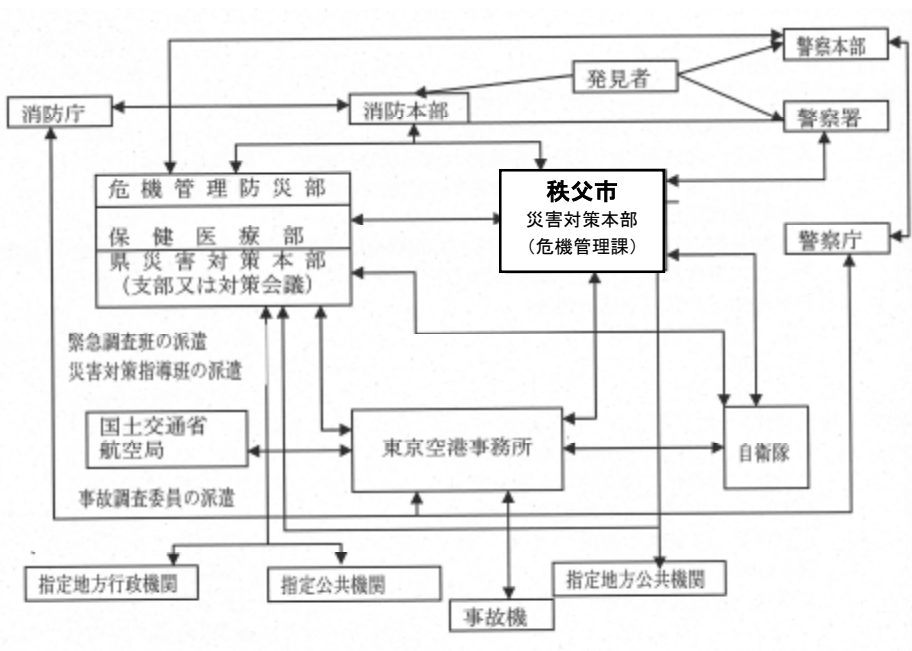 警察本部
発見者
消防庁
消防本部
警察署
危機管理防災部
保健医療部
県災害対策本部
(支部又は対策会議)
秩父市
災害対策本部
(危機管理課)
警察庁
緊急調査班の派遣
災害対策指導班の派遣
国土交通省
航空局
東京空港事務所
自衛隊
事故調査委員の派遣
指定地方行政機関
指定公共機関
指定地方公共機関
事故機